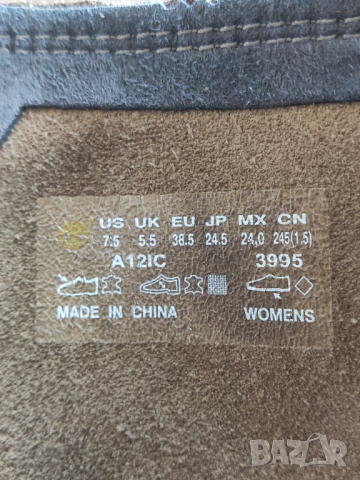 US UK EU JP MX CN
7.5 5.5 38.5 24.5 24.0 245(1.5)
A12IC 3995
MADE IN CHINA WOMENS
BAZAR